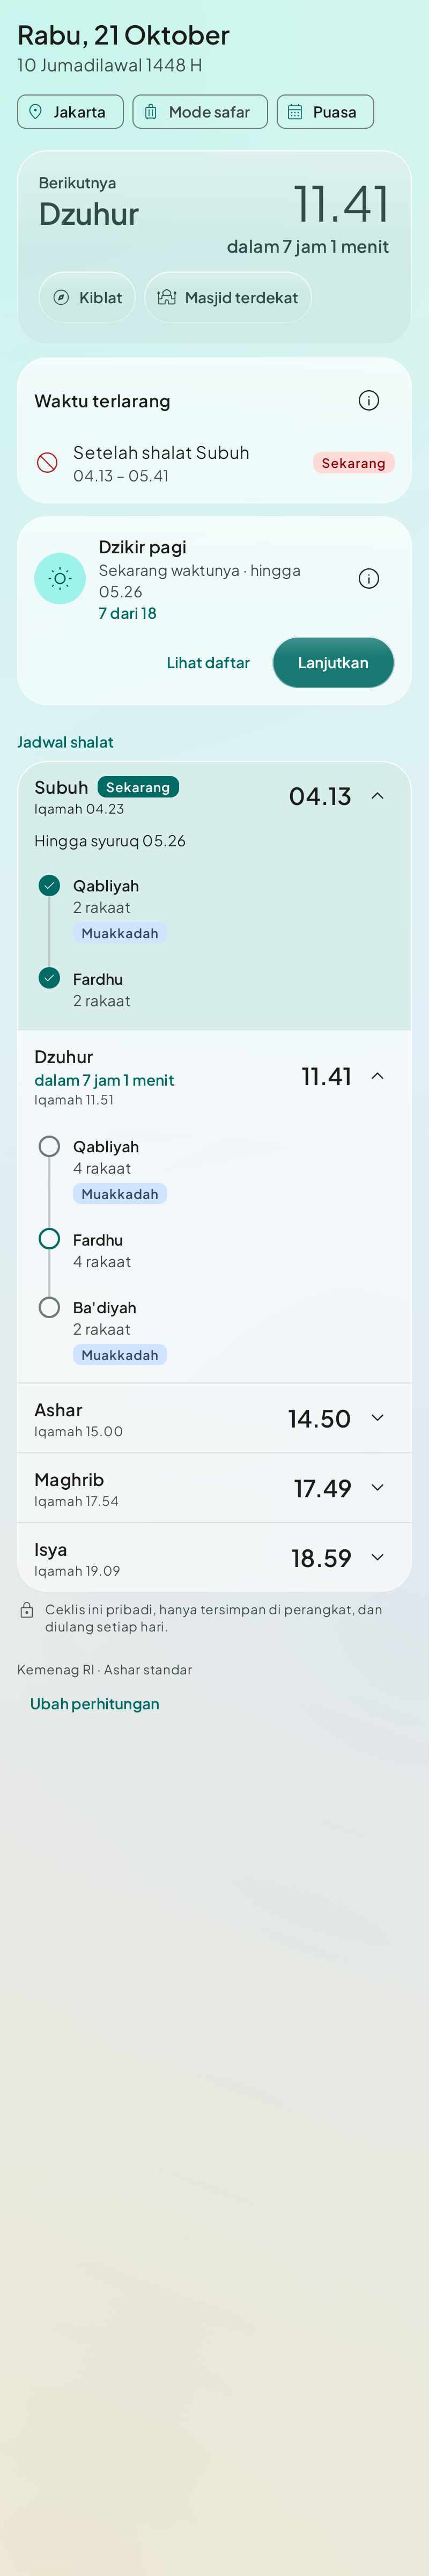 Rabu, 21 Oktober
10 Jumadilawal 1448 H
Jakarta
Mode safar
Puasa
Berikutnya
Dzuhur
11.41
dalam 7 jam 1 menit
Kiblat
Masjid terdekat
Waktu terlarang
Setelah shalat Subuh
04.13 – 05.41
Sekarang
Dzikir pagi
Sekarang waktunya · hingga
05.26
7 dari 18
Lihat daftar
Lanjutkan
Jadwal shalat
Subuh
Sekarang
Iqamah 04.23
04.13
Hingga syuruq 05.26
Qabliyah
2 rakaat
Muakkadah
Fardhu
2 rakaat
Dzuhur
dalam 7 jam 1 menit
Iqamah 11.51
11.41
Qabliyah
4 rakaat
Muakkadah
Fardhu
4 rakaat
Ba'diyah
2 rakaat
Muakkadah
Ashar
Iqamah 15.00
14.50
Maghrib
Iqamah 17.54
17.49
Isya
Iqamah 19.09
18.59
Ceklis ini pribadi, hanya tersimpan di perangkat, dan
diulang setiap hari.
Kemenag RI · Ashar standar
Ubah perhitungan